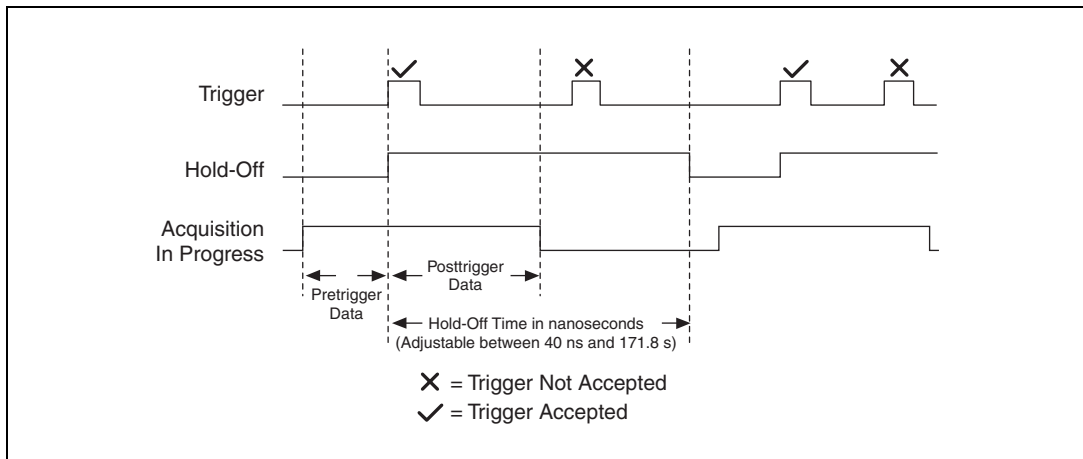 Trigger
Hold-Off
Acquisition
In Progress
Pretrigger
Data
Posttrigger
Data
Hold-Off Time in nanoseconds
(Adjustable between 40 ns and 171.8 s)
= Trigger Not Accepted
= Trigger Accepted